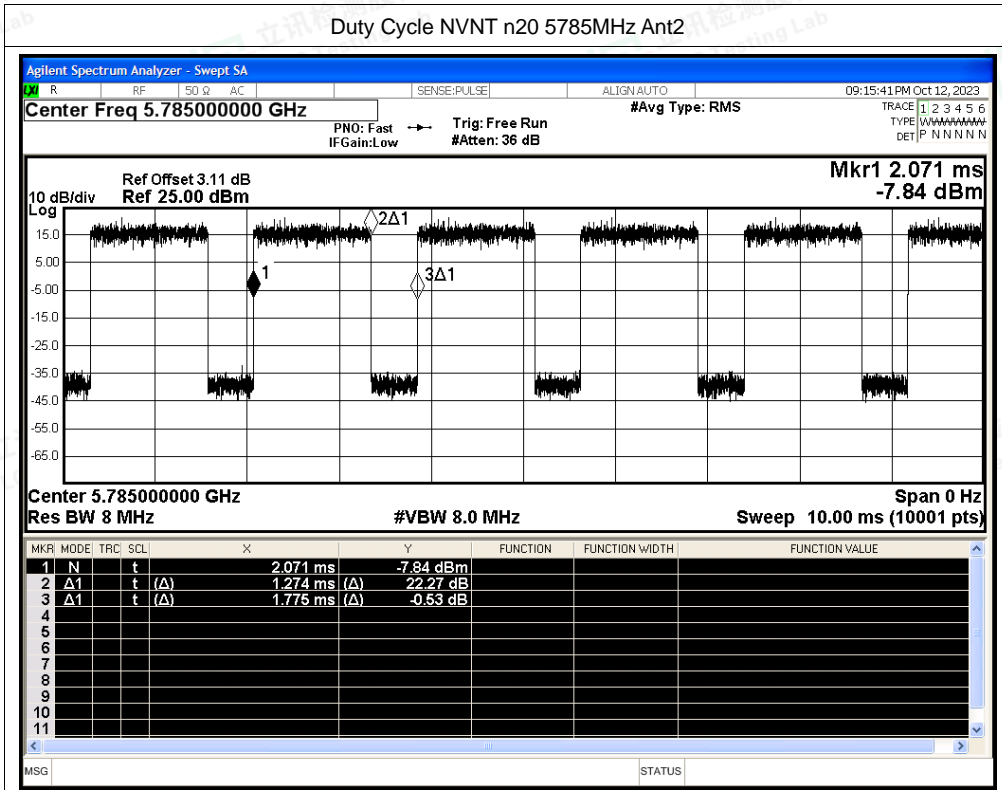 Duty Cycle NVNT n20 5785MHz Ant2
Agilent Spectrum Analyzer - Swept SA
LXI R RF 50 Ω AC SENSE:PULSE ALIGN AUTO 09:15:41 PM Oct 12, 2023
Center Freq 5.785000000 GHz #Avg Type: RMS TRACE 1 2 3 4 5 6
PNO: Fast Trig: Free Run TYPE WWWWWW
IFGain:Low #Atten: 36 dB DET P N N N N N
Mkr1 2.071 ms
Ref Offset 3.11 dB
10 dB/div Ref 25.00 dBm -7.84 dBm
Log
2Δ1
15.0
5.00
1
3Δ1
-5.00
-15.0
-25.0
-35.0
-45.0
-55.0
-65.0
Center 5.785000000 GHz Span 0 Hz
Res BW 8 MHz #VBW 8.0 MHz Sweep 10.00 ms (10001 pts)
MKR MODE TRC SCL X Y FUNCTION FUNCTION WIDTH FUNCTION VALUE
1 N t 2.071 ms -7.84 dBm
2 Δ1 t (Δ) 1.274 ms (Δ) 22.27 dB
3 Δ1 t (Δ) 1.775 ms (Δ) -0.53 dB
4
5
6
7
8
9
10
11
MSG STATUS